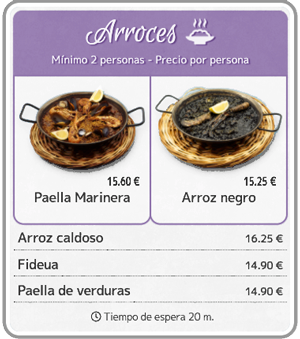 Arroces
Mínimo 2 personas - Precio por persona
15.60 €
Paella Marinera
15.25 €
Arroz negro
Arroz caldoso 16.25 €
Fideua 14.90 €
Paella de verduras 14.90 €
Tiempo de espera 20 m.